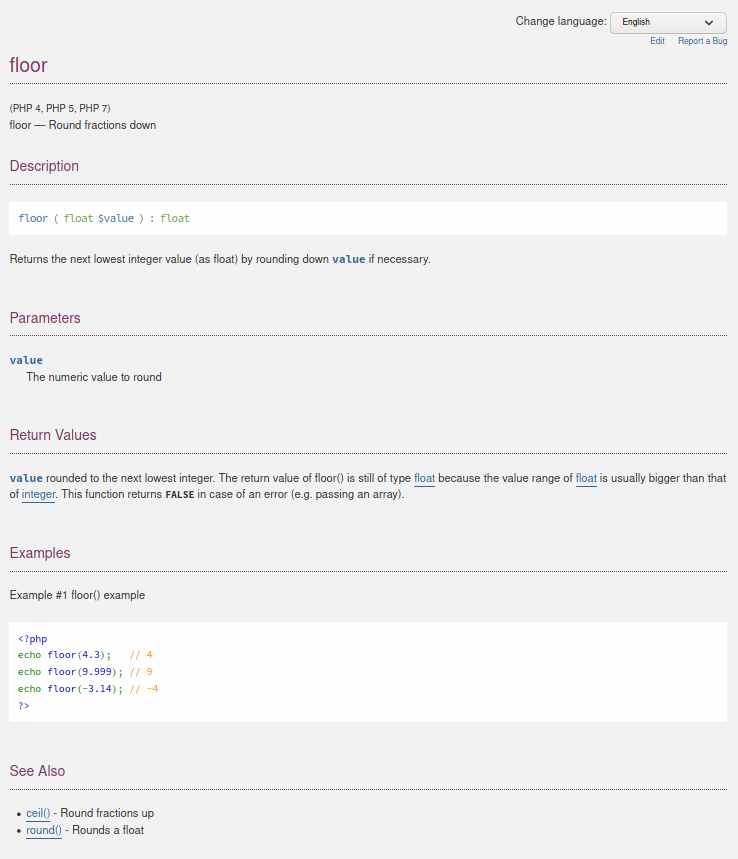 Change language: English
Edit Report a Bug
floor
(PHP 4, PHP 5, PHP 7)
floor — Round fractions down
Description
floor ( float $value ) : float
Returns the next lowest integer value (as float) by rounding down value if necessary.
Parameters
value
The numeric value to round
Return Values
value rounded to the next lowest integer. The return value of floor() is still of type float because the value range of float is usually bigger than that
of integer. This function returns FALSE in case of an error (e.g. passing an array).
Examples
Example #1 floor() example
<?php
echo floor(4.3);   // 4
echo floor(9.999); // 9
echo floor(-3.14); // -4
?>
See Also
• ceil() - Round fractions up
• round() - Rounds a float